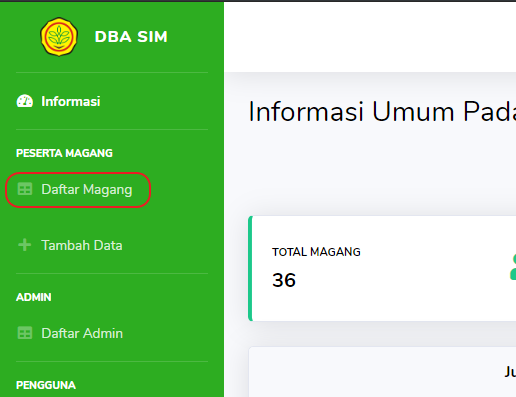 DBA SIM
Informasi
PESERTA MAGANG
Daftar Magang
Tambah Data
ADMIN
Daftar Admin
PENGGUNA
Informasi Umum Pada
TOTAL MAGANG
36